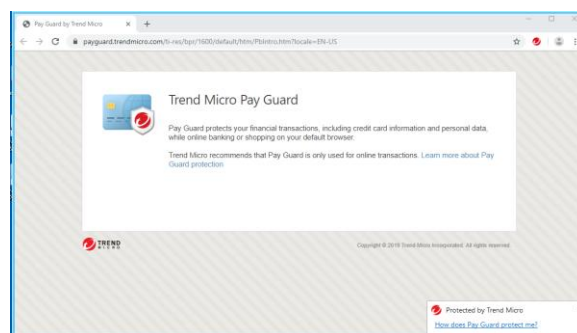 Pay Guard by Trend Micro
payguard.trendmicro.com/ti-res/bpc/1600/default/htm/PbIntro.htm?locale=EN-US
Trend Micro Pay Guard
Pay Guard protects your financial transactions, including credit card information and personal data,
while online banking or shopping on your default browser.
Trend Micro recommends that Pay Guard is only used for online transactions. Learn more about Pay
Guard protection
TREND
MICRO
Copyright © 2019 Trend Micro Incorporated. All rights reserved.
Protected by Trend Micro
How does Pay Guard protect me?